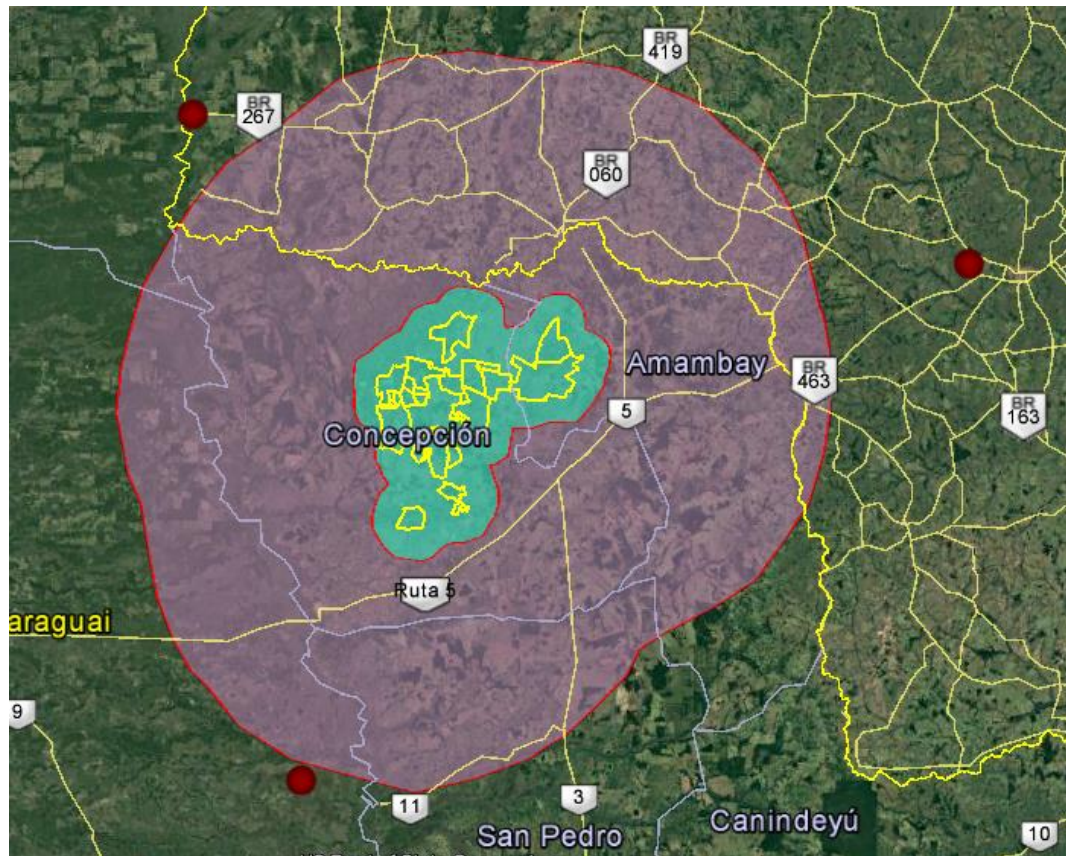 BR
419
BR
267
BR
060
Amambay
BR
463
5
BR
163
Concepción
Ruta 5
araguai
9
11
3
San Pedro
Canindeyú
10